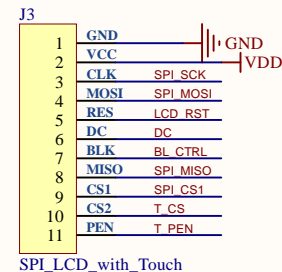 J3
1 GND GND
2 VCC VDD
3 CLK SPI_SCK
4 MOSI SPI_MOSI
5 RES LCD_RST
6 DC DC
7 BLK BL_CTRL
8 MISO SPI_MISO
9 CS1 SPI_CS1
10 CS2 T_CS
11 PEN T_PEN
SPI_LCD_with_Touch